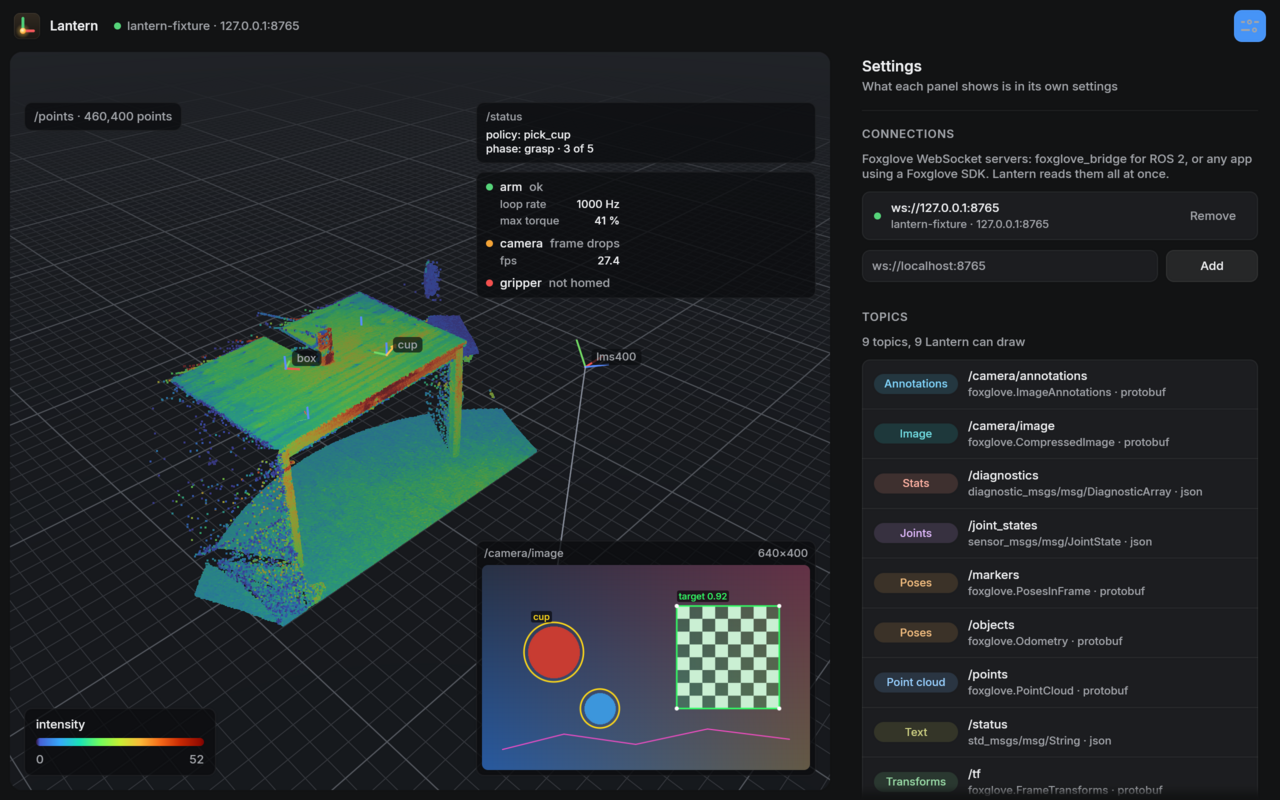 Lantern
lantern-fixture · 127.0.0.1:8765
/points · 460,400 points
/status
policy: pick_cup
phase: grasp · 3 of 5
arm ok
loop rate 1000 Hz
max torque 41 %
camera frame drops
fps 27.4
gripper not homed
box
cup
lms400
/camera/image 640×400
cup
target 0.92
intensity
0 52
Settings
What each panel shows is in its own settings
CONNECTIONS
Foxglove WebSocket servers: foxglove_bridge for ROS 2, or any app
using a Foxglove SDK. Lantern reads them all at once.
ws://127.0.0.1:8765
lantern-fixture · 127.0.0.1:8765
Remove
ws://localhost:8765
Add
TOPICS
9 topics, 9 Lantern can draw
Annotations
/camera/annotations
foxglove.ImageAnnotations · protobuf
Image
/camera/image
foxglove.CompressedImage · protobuf
Stats
/diagnostics
diagnostic_msgs/msg/DiagnosticArray · json
Joints
/joint_states
sensor_msgs/msg/JointState · json
Poses
/markers
foxglove.PosesInFrame · protobuf
Poses
/objects
foxglove.Odometry · protobuf
Point cloud
/points
foxglove.PointCloud · protobuf
Text
/status
std_msgs/msg/String · json
Transforms
/tf
foxglove.FrameTransforms · protobuf